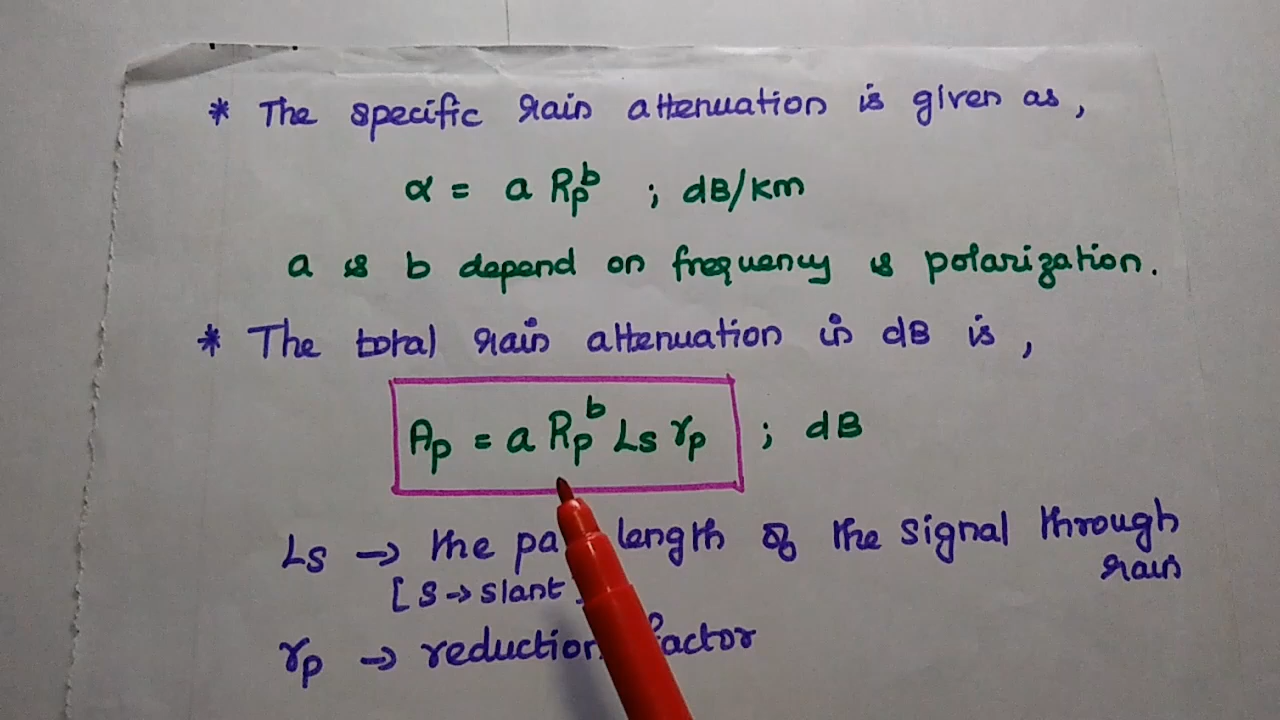 * The specific rain attenuation is given as,
α = a Rp^b ; dB/km
a & b depend on frequency & polarization.
* The total rain attenuation in dB is,
Ap = a Rp^b Ls rp ; dB
Ls → the pa length of the signal through
rain
[s → slant]
rp → reduction factor